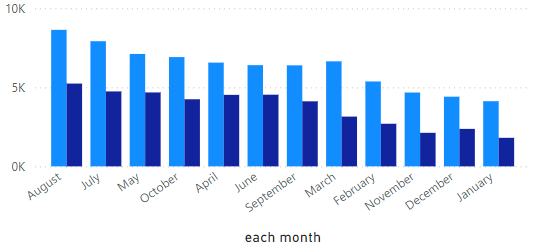 10K
5K
0K
August
July
May
October
April
June
September
March
February
November
December
January
each month